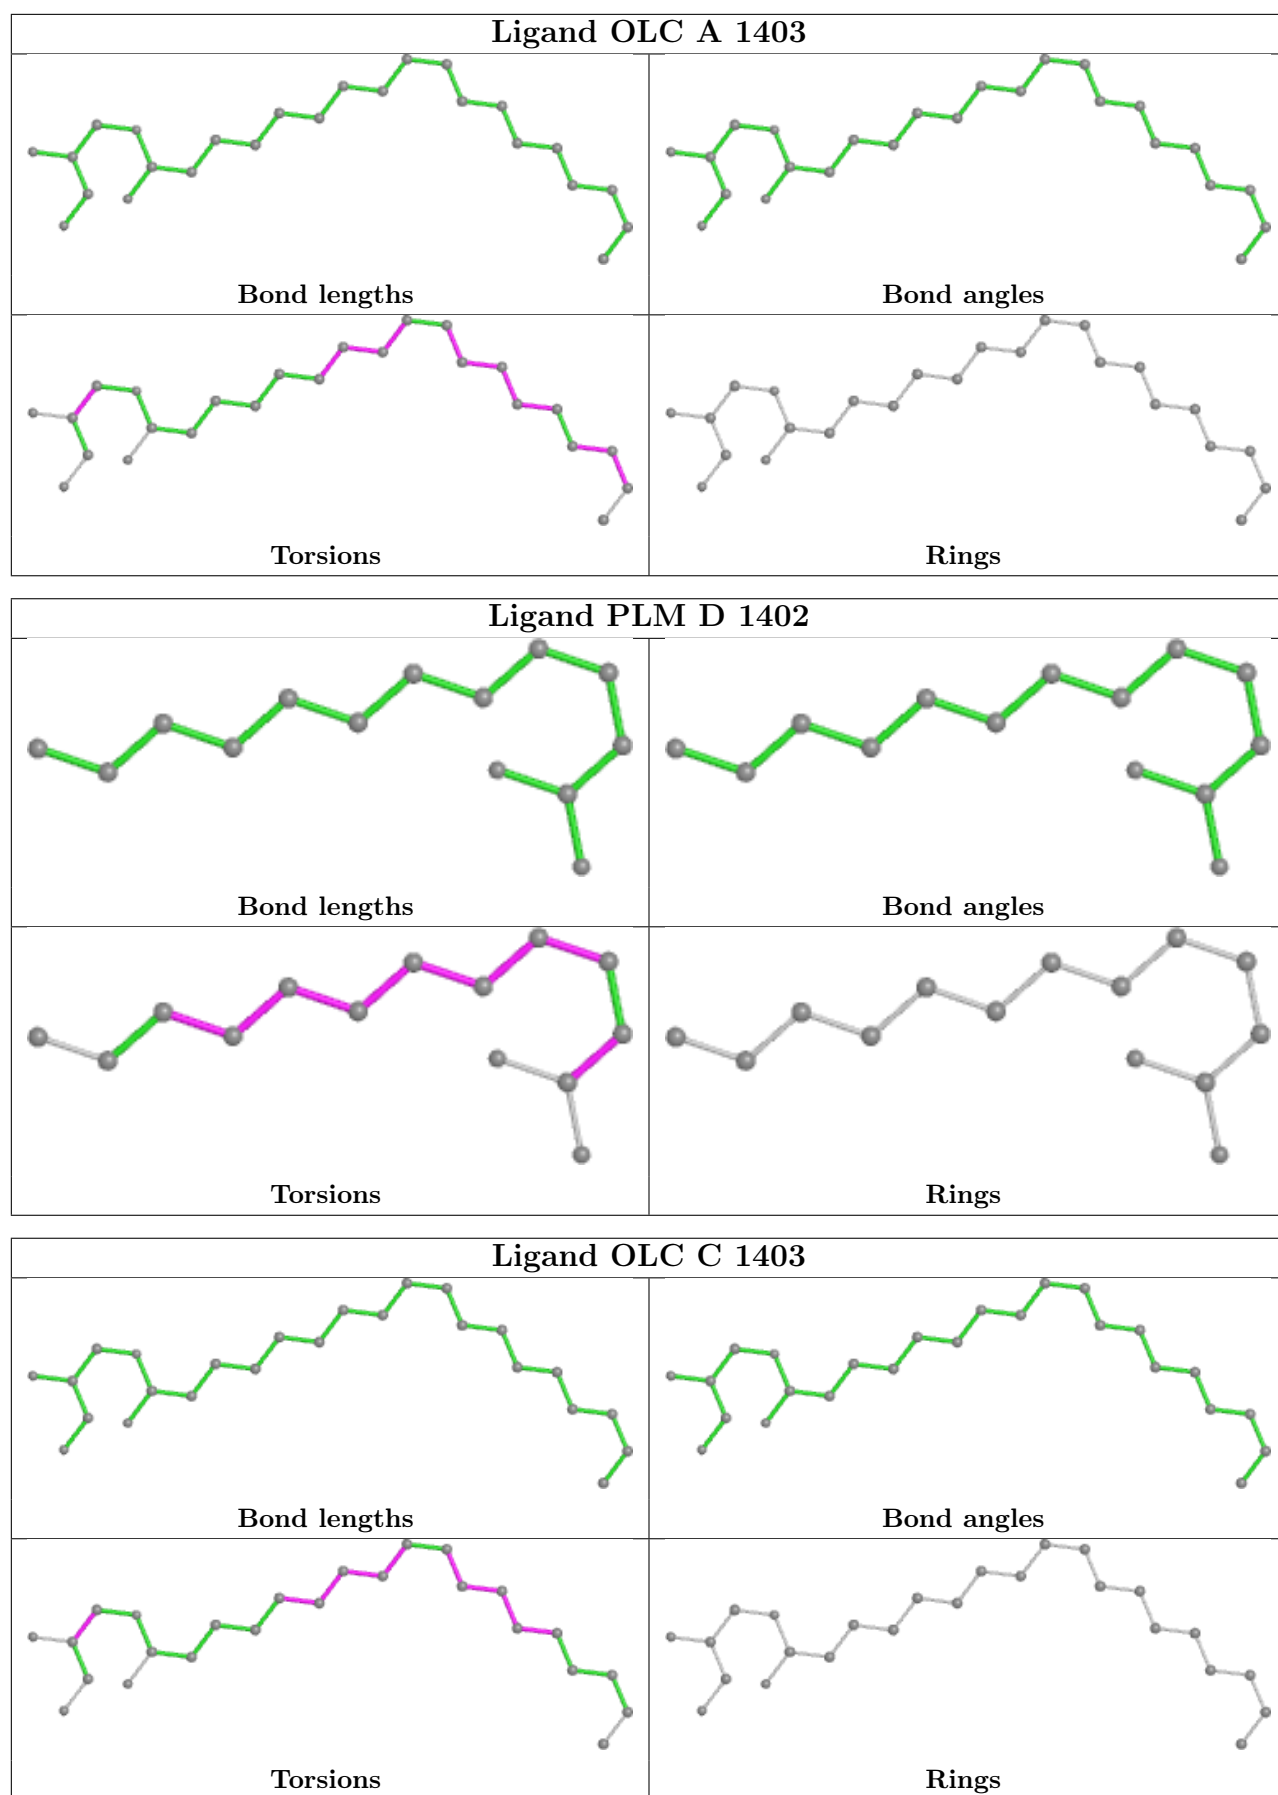 Ligand OLC A 1403
Bond lengths
Bond angles
Torsions
Rings
Ligand PLM D 1402
Bond lengths
Bond angles
Torsions
Rings
Ligand OLC C 1403
Bond lengths
Bond angles
Torsions
Rings